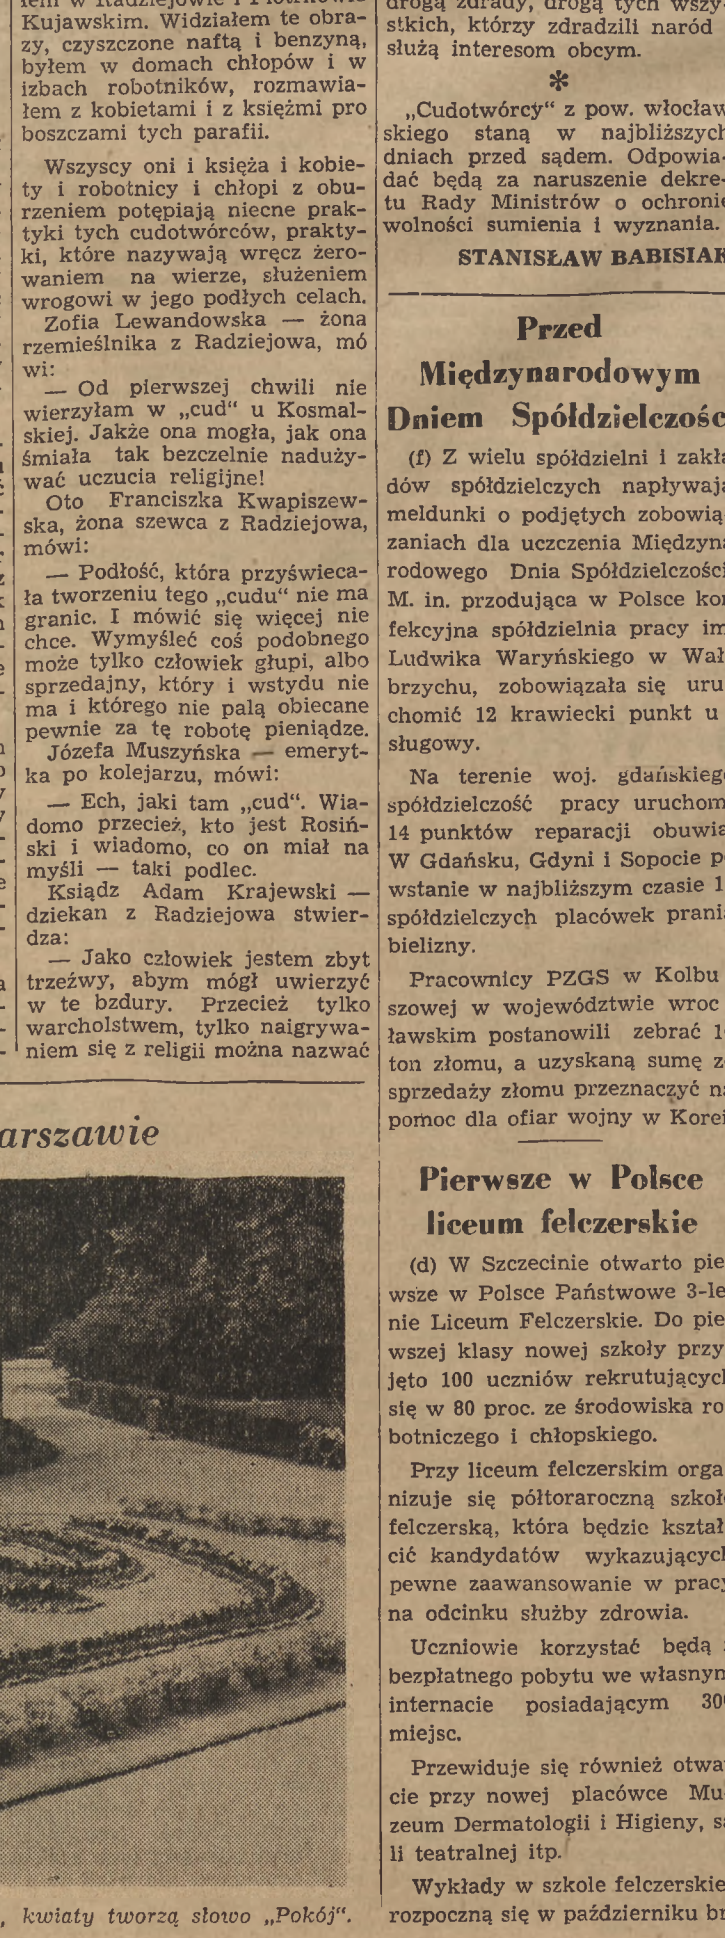 Kujawskim. Widziałem te obra-
zy, czyszczone naftą i benzyną,
byłem w domach chłopów i w
izbach robotników, rozmawia-
łem z kobietami i z księżmi pro
boszczami tych parafii.
Wszyscy oni i księża i kobie-
ty i robotnicy i chłopi z obu-
rzeniem potępiają niecne prak-
tyki tych cudotwórców, prakty-
ki, które nazywają wręcz żero-
waniem na wierze, służeniem
wrogowi w jego podłych celach.
Zofia Lewandowska — żona
rzemieślnika z Radziejowa, mó
wi:
— Od pierwszej chwili nie
wierzyłam w „cud" u Kosmal-
skiej. Jakże ona mogła, jak ona
śmiała tak bezczelnie naduży-
wać uczucia religijne!
Oto Franciszka Kwapiszew-
ska, żona szewca z Radziejowa,
mówi:
— Podłość, która przyświeca-
ła tworzeniu tego „cudu" nie ma
granic. I mówić się więcej nie
chce. Wymyśleć coś podobnego
może tylko człowiek głupi, albo
sprzedajny, który i wstydu nie
ma i którego nie palą obiecane
pewnie za tę robotę pieniądze.
Józefa Muszyńska — emeryt-
ka po kolejarzu, mówi:
— Ech, jaki tam „cud". Wia-
domo przecież, kto jest Rosiń-
ski i wiadomo, co on miał na
myśli — taki podlec.
Ksiądz Adam Krajewski —
dziekan z Radziejowa stwier-
dza:
— Jako człowiek jestem zbyt
trzeźwy, abym mógł uwierzyć
w te bzdury. Przecież tylko
warcholstwem, tylko naigrywa-
niem się z religii można nazwać
arszawie
, kwiaty tworzą słowo „Pokój".
drogą zdrady, drogą tych wszy-
stkich, którzy zdradzili naród
służą interesom obcym.
*
„Cudotwórcy" z pow. włocław
skiego staną w najbliższych
dniach przed sądem. Odpowia-
dać będą za naruszenie dekre-
tu Rady Ministrów o ochronie
wolności sumienia i wyznania.
STANISŁAW BABISIAK
Przed
Międzynarodowym
Dniem Spółdzielczośc
(f) Z wielu spółdzielni i zakła
dów spółdzielczych napływają
meldunki o podjętych zobowią
zaniach dla uczczenia Międzyna
rodowego Dnia Spółdzielczości
M. in. przodująca w Polsce kon
fekcyjna spółdzielnia pracy im
Ludwika Waryńskiego w Wał
brzychu, zobowiązała się uru
chomić 12 krawiecki punkt u
sługowy.
Na terenie woj. gdańskiego
spółdzielczość pracy uruchom
14 punktów reparacji obuwia
W Gdańsku, Gdyni i Sopocie p
wstanie w najbliższym czasie 1
spółdzielczych placówek prania
bielizny.
Pracownicy PZGS w Kolbu
szowej w województwie wroc
ławskim postanowili zebrać 1
ton złomu, a uzyskaną sumę z
sprzedaży złomu przeznaczyć na
pomoc dla ofiar wojny w Korei
Pierwsze w Polsce
liceum felczerskie
(d) W Szczecinie otwarto pie
wsze w Polsce Państwowe 3-le
nie Liceum Felczerskie. Do pie
wszej klasy nowej szkoły przy
jęto 100 uczniów rekrutujących
się w 80 proc. ze środowiska ro
botniczego i chłopskiego.
Przy liceum felczerskim orga
nizuje się półtoraroczną szkołę
felczerską, która będzie kształ
cić kandydatów wykazujących
pewne zaawansowanie w pracy
na odcinku służby zdrowia.
Uczniowie korzystać będą
bezpłatnego pobytu we własnym
internacie posiadającym 300
miejsc.
Przewiduje się również otwar
cie przy nowej placówce Mu
zeum Dermatologii i Higieny, sa
li teatralnej itp.
Wykłady w szkole felczerskie
rozpoczną się w październiku br